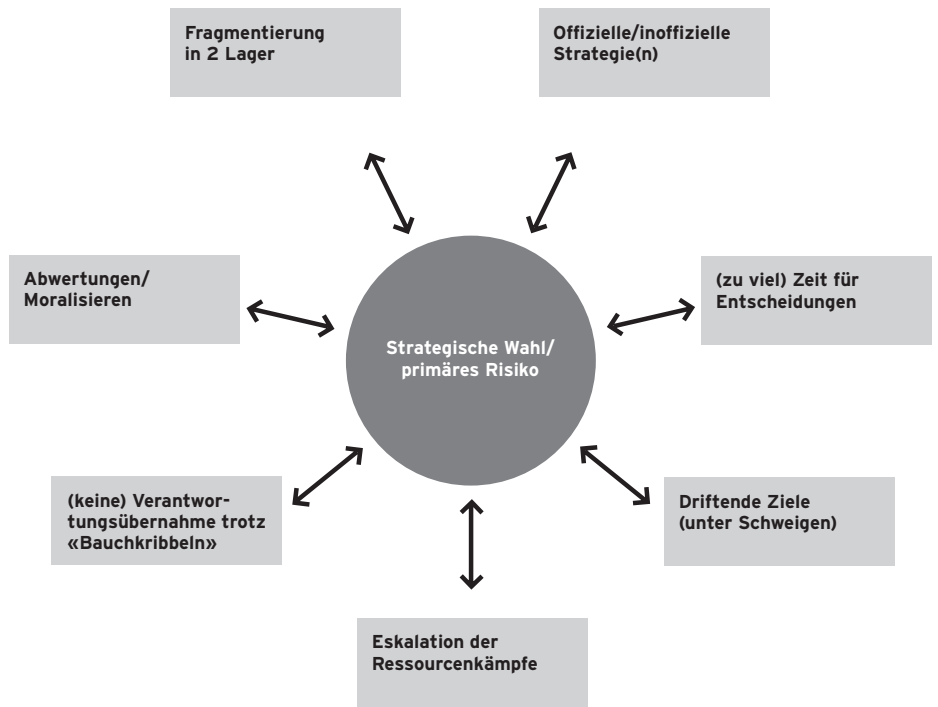 Fragmentierung
in 2 Lager
Offizielle/inoffizielle
Strategie(n)
Abwertungen/
Moralisieren
(zu viel) Zeit für
Entscheidungen
Strategische Wahl/
primäres Risiko
(keine) Verantwor-
tungsübernahme trotz
«Bauchkribbeln»
Driftende Ziele
(unter Schweigen)
Eskalation der
Ressourcenkämpfe